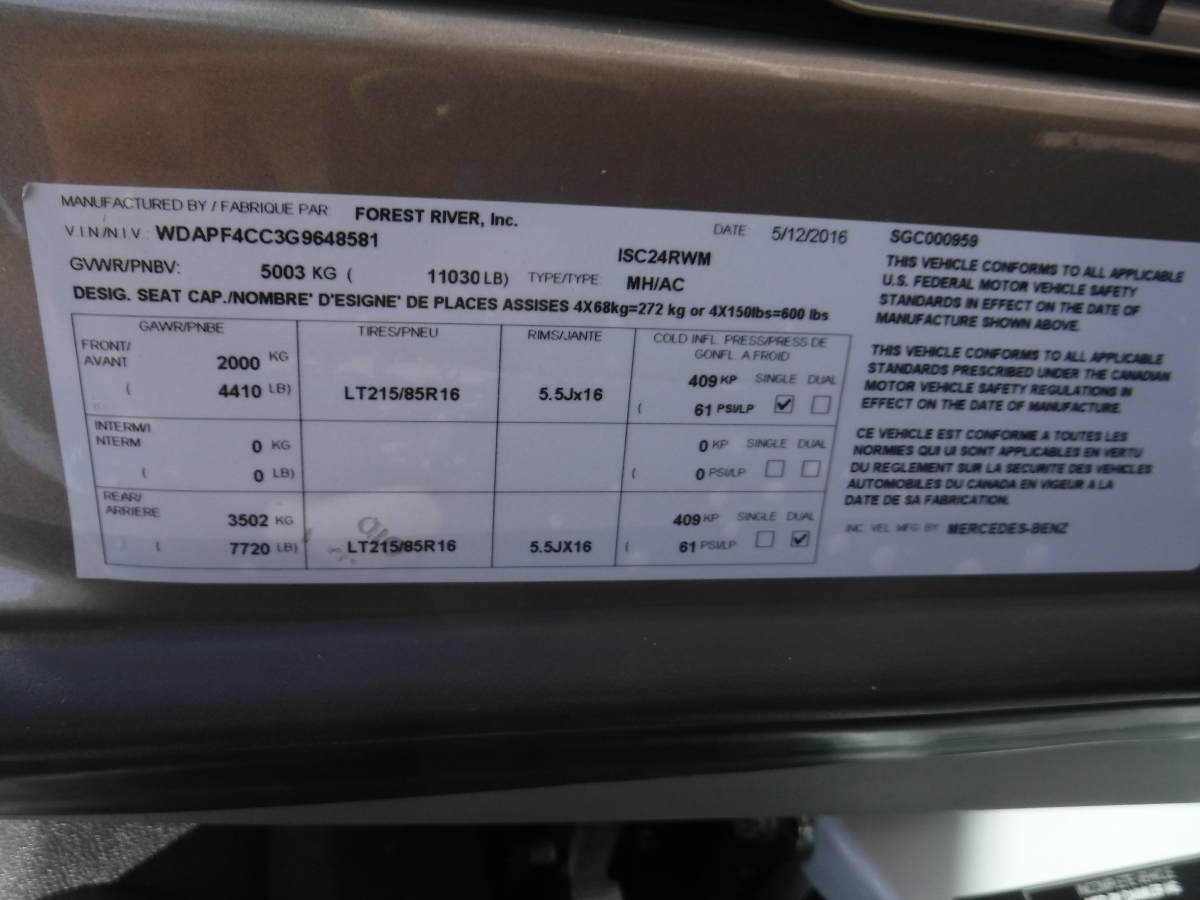 MANUFACTURED BY / FABRIQUE PAR: FOREST RIVER, Inc. DATE: 5/12/2016 SGC000959
V.I.N/N.I.V.: WDAPF4CC3G9648581 ISC24RWM
GVWR/PNBV: 5003 KG ( 11030 LB) TYPE/TYPE MH/AC
DESIG. SEAT CAP./NOMBRE' D'ESIGNE' DE PLACES ASSISES 4X68kg=272 kg or 4X150lbs=600 lbs
GAWR/PNBE TIRES/PNEU RIMS/JANTE COLD INFL. PRESS/PRESS DE
GONFL. A FROID
FRONT/
AVANT 2000 KG 409 KP SINGLE DUAL
( 4410 LB) LT215/85R16 5.5Jx16 ( 61 PSI/LP
INTERM/I
NTERM 0 KG 0 KP SINGLE DUAL
( 0 LB) ( 0 PSI/LP
REAR/
ARRIERE 3502 KG 409 KP SINGLE DUAL
( 7720 LB) LT215/85R16 5.5JX16 ( 61 PSI/LP
THIS VEHICLE CONFORMS TO ALL APPLICABLE
U.S. FEDERAL MOTOR VEHICLE SAFETY
STANDARDS IN EFFECT ON THE DATE OF
MANUFACTURE SHOWN ABOVE.
THIS VEHICLE CONFORMS TO ALL APPLICABLE
STANDARDS PRESCRIBED UNDER THE CANADIAN
MOTOR VEHICLE SAFETY REGULATIONS IN
EFFECT ON THE DATE OF MANUFACTURE.
CE VEHICLE EST CONFORME A TOUTES LES
NORMIES QUI UI SONT APPLICABLES EN VERTU
DU REGLEMENT SUR LA SECURITE DES VEHICLES
AUTOMOBILES DU CANADA EN VIGEUR A LA
DATE DE SA FABRICATION.
INC. VEL. MFG. BY: MERCEDES-BENZ